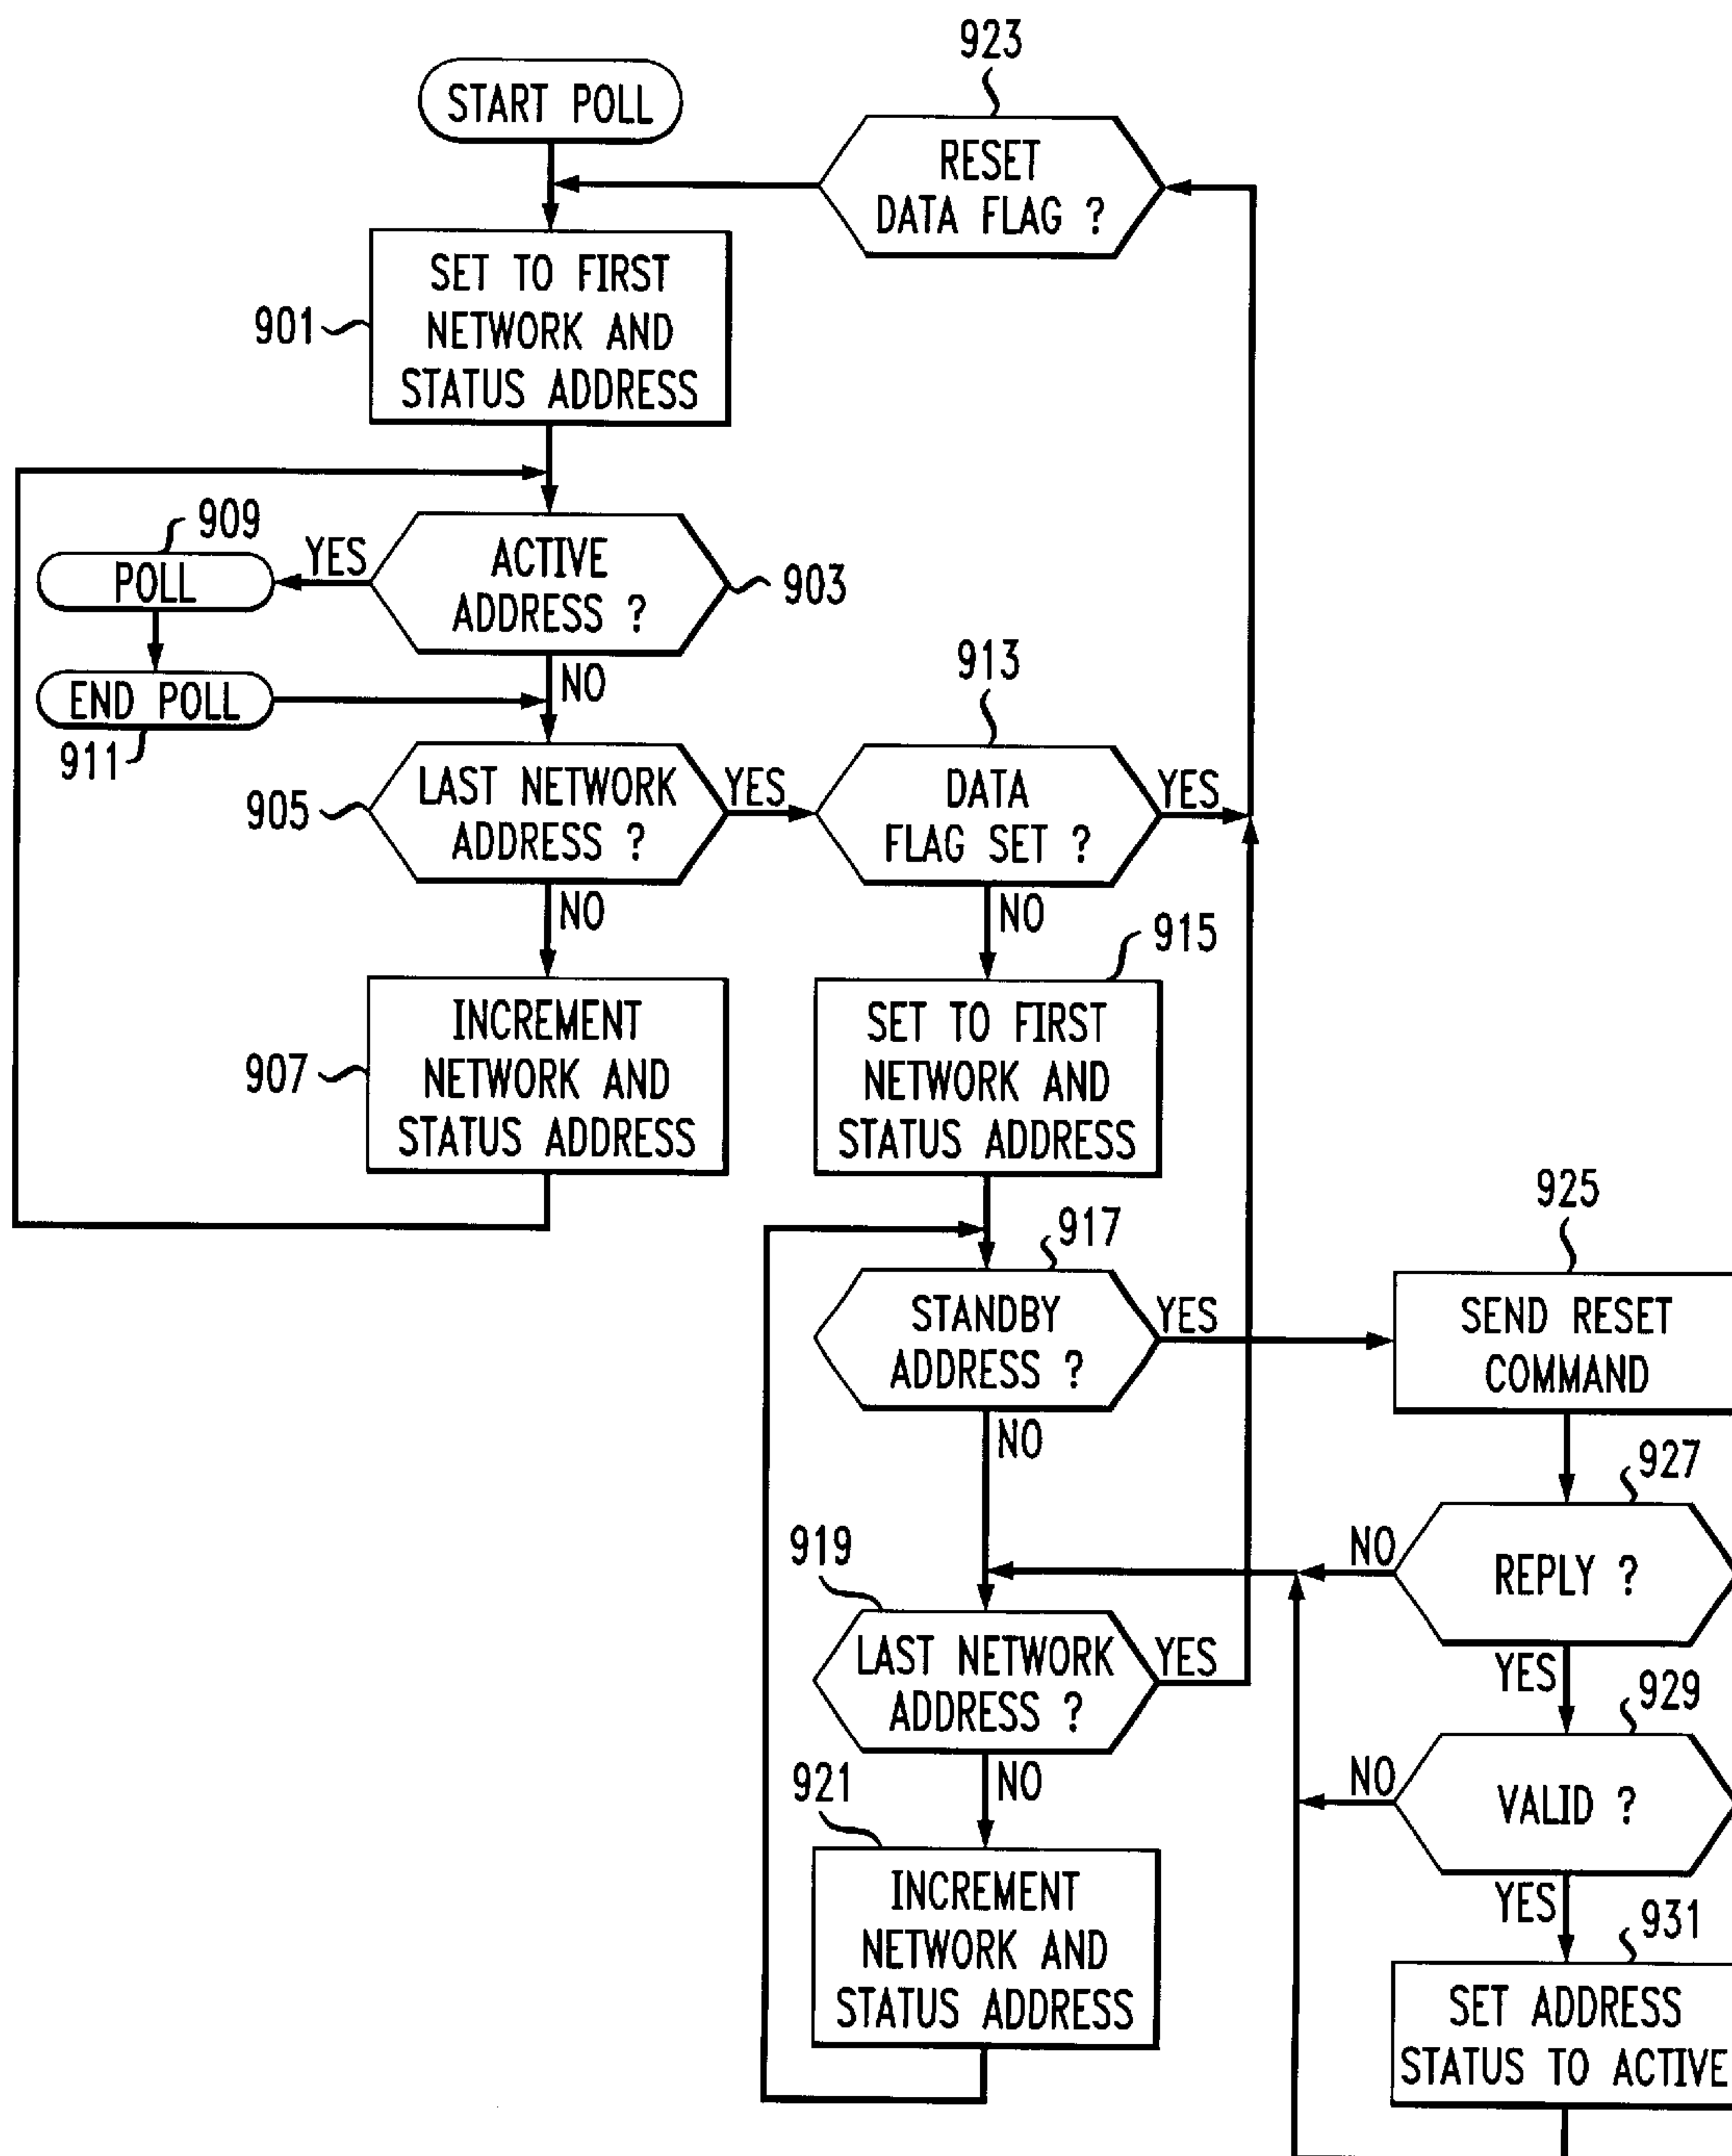 923
START POLL
RESET
DATA FLAG ?
901
SET TO FIRST
NETWORK AND
STATUS ADDRESS
909
POLL
YES
ACTIVE
ADDRESS ?
903
NO
END POLL
911
913
905
LAST NETWORK
ADDRESS ?
YES
DATA
FLAG SET ?
YES
NO
NO
915
907
INCREMENT
NETWORK AND
STATUS ADDRESS
SET TO FIRST
NETWORK AND
STATUS ADDRESS
917
925
STANDBY
ADDRESS ?
YES
NO
SEND RESET
COMMAND
927
NO
REPLY ?
YES
919
LAST NETWORK
ADDRESS ?
YES
NO
929
NO
VALID ?
YES
921
INCREMENT
NETWORK AND
STATUS ADDRESS
931
SET ADDRESS
STATUS TO ACTIVE